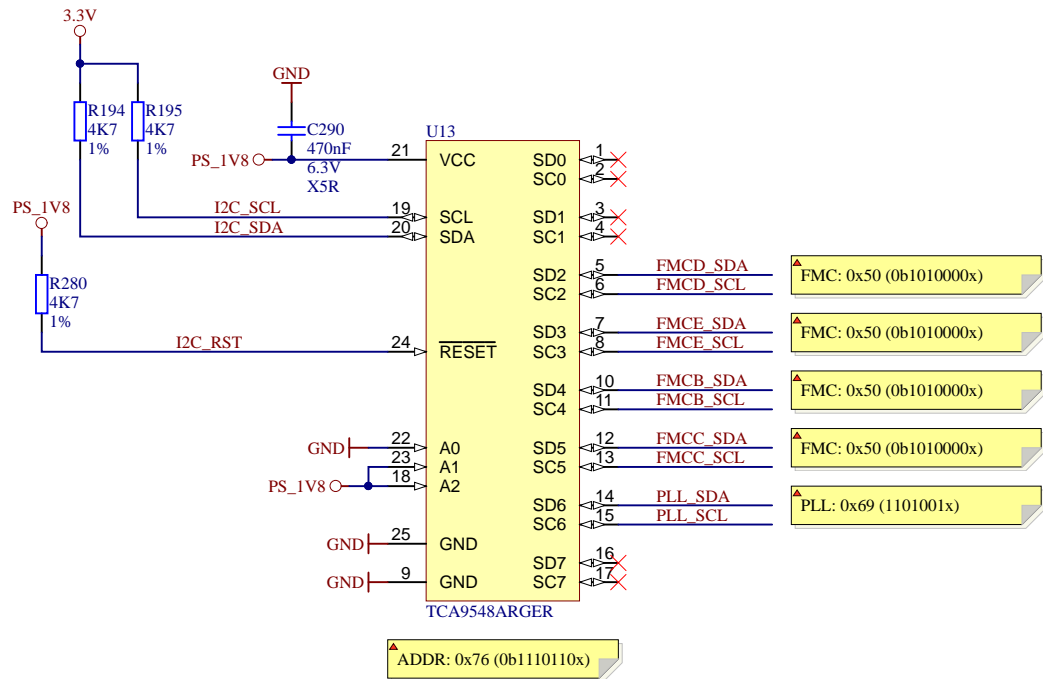 3.3V
R194
4K7
1%
R195
4K7
1%
GND
C290
470nF
6.3V
X5R
PS_1V8
PS_1V8
R280
4K7
1%
I2C_SCL
I2C_SDA
I2C_RST
GND
PS_1V8
GND
GND
U13
21 VCC SD0 1
SC0 2
19 SCL SD1 3
20 SDA SC1 4
SD2 5 FMCD_SDA
SC2 6 FMCD_SCL
FMC: 0x50 (0b1010000x)
SD3 7 FMCE_SDA
24 RESET SC3 8 FMCE_SCL
FMC: 0x50 (0b1010000x)
SD4 10 FMCB_SDA
SC4 11 FMCB_SCL
FMC: 0x50 (0b1010000x)
22 A0 SD5 12 FMCC_SDA
23 A1 SC5 13 FMCC_SCL
FMC: 0x50 (0b1010000x)
18 A2
SD6 14 PLL_SDA
SC6 15 PLL_SCL
PLL: 0x69 (1101001x)
25 GND
SD7 16
9 GND SC7 17
TCA9548ARGER
ADDR: 0x76 (0b1110110x)